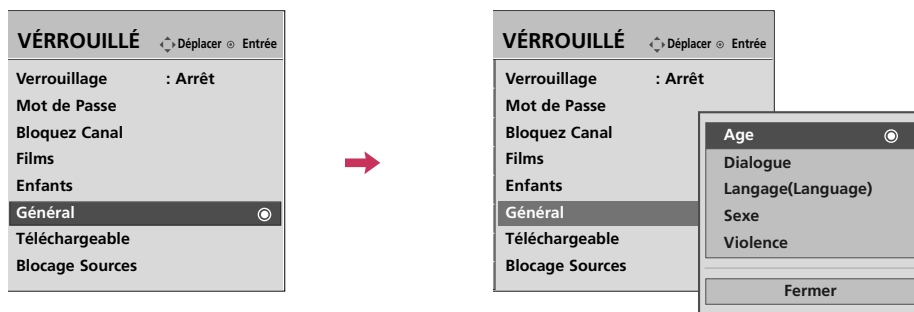 VÉRROUILLÉ Déplacer Entrée
Verrouillage : Arrêt
Mot de Passe
Bloquez Canal
Films
Enfants
Général
Téléchargeable
Blocage Sources
VÉRROUILLÉ Déplacer Entrée
Verrouillage : Arrêt
Mot de Passe
Bloquez Canal
Films
Enfants
Général
Téléchargeable
Blocage Sources
Age
Dialogue
Langage(Language)
Sexe
Violence
Fermer